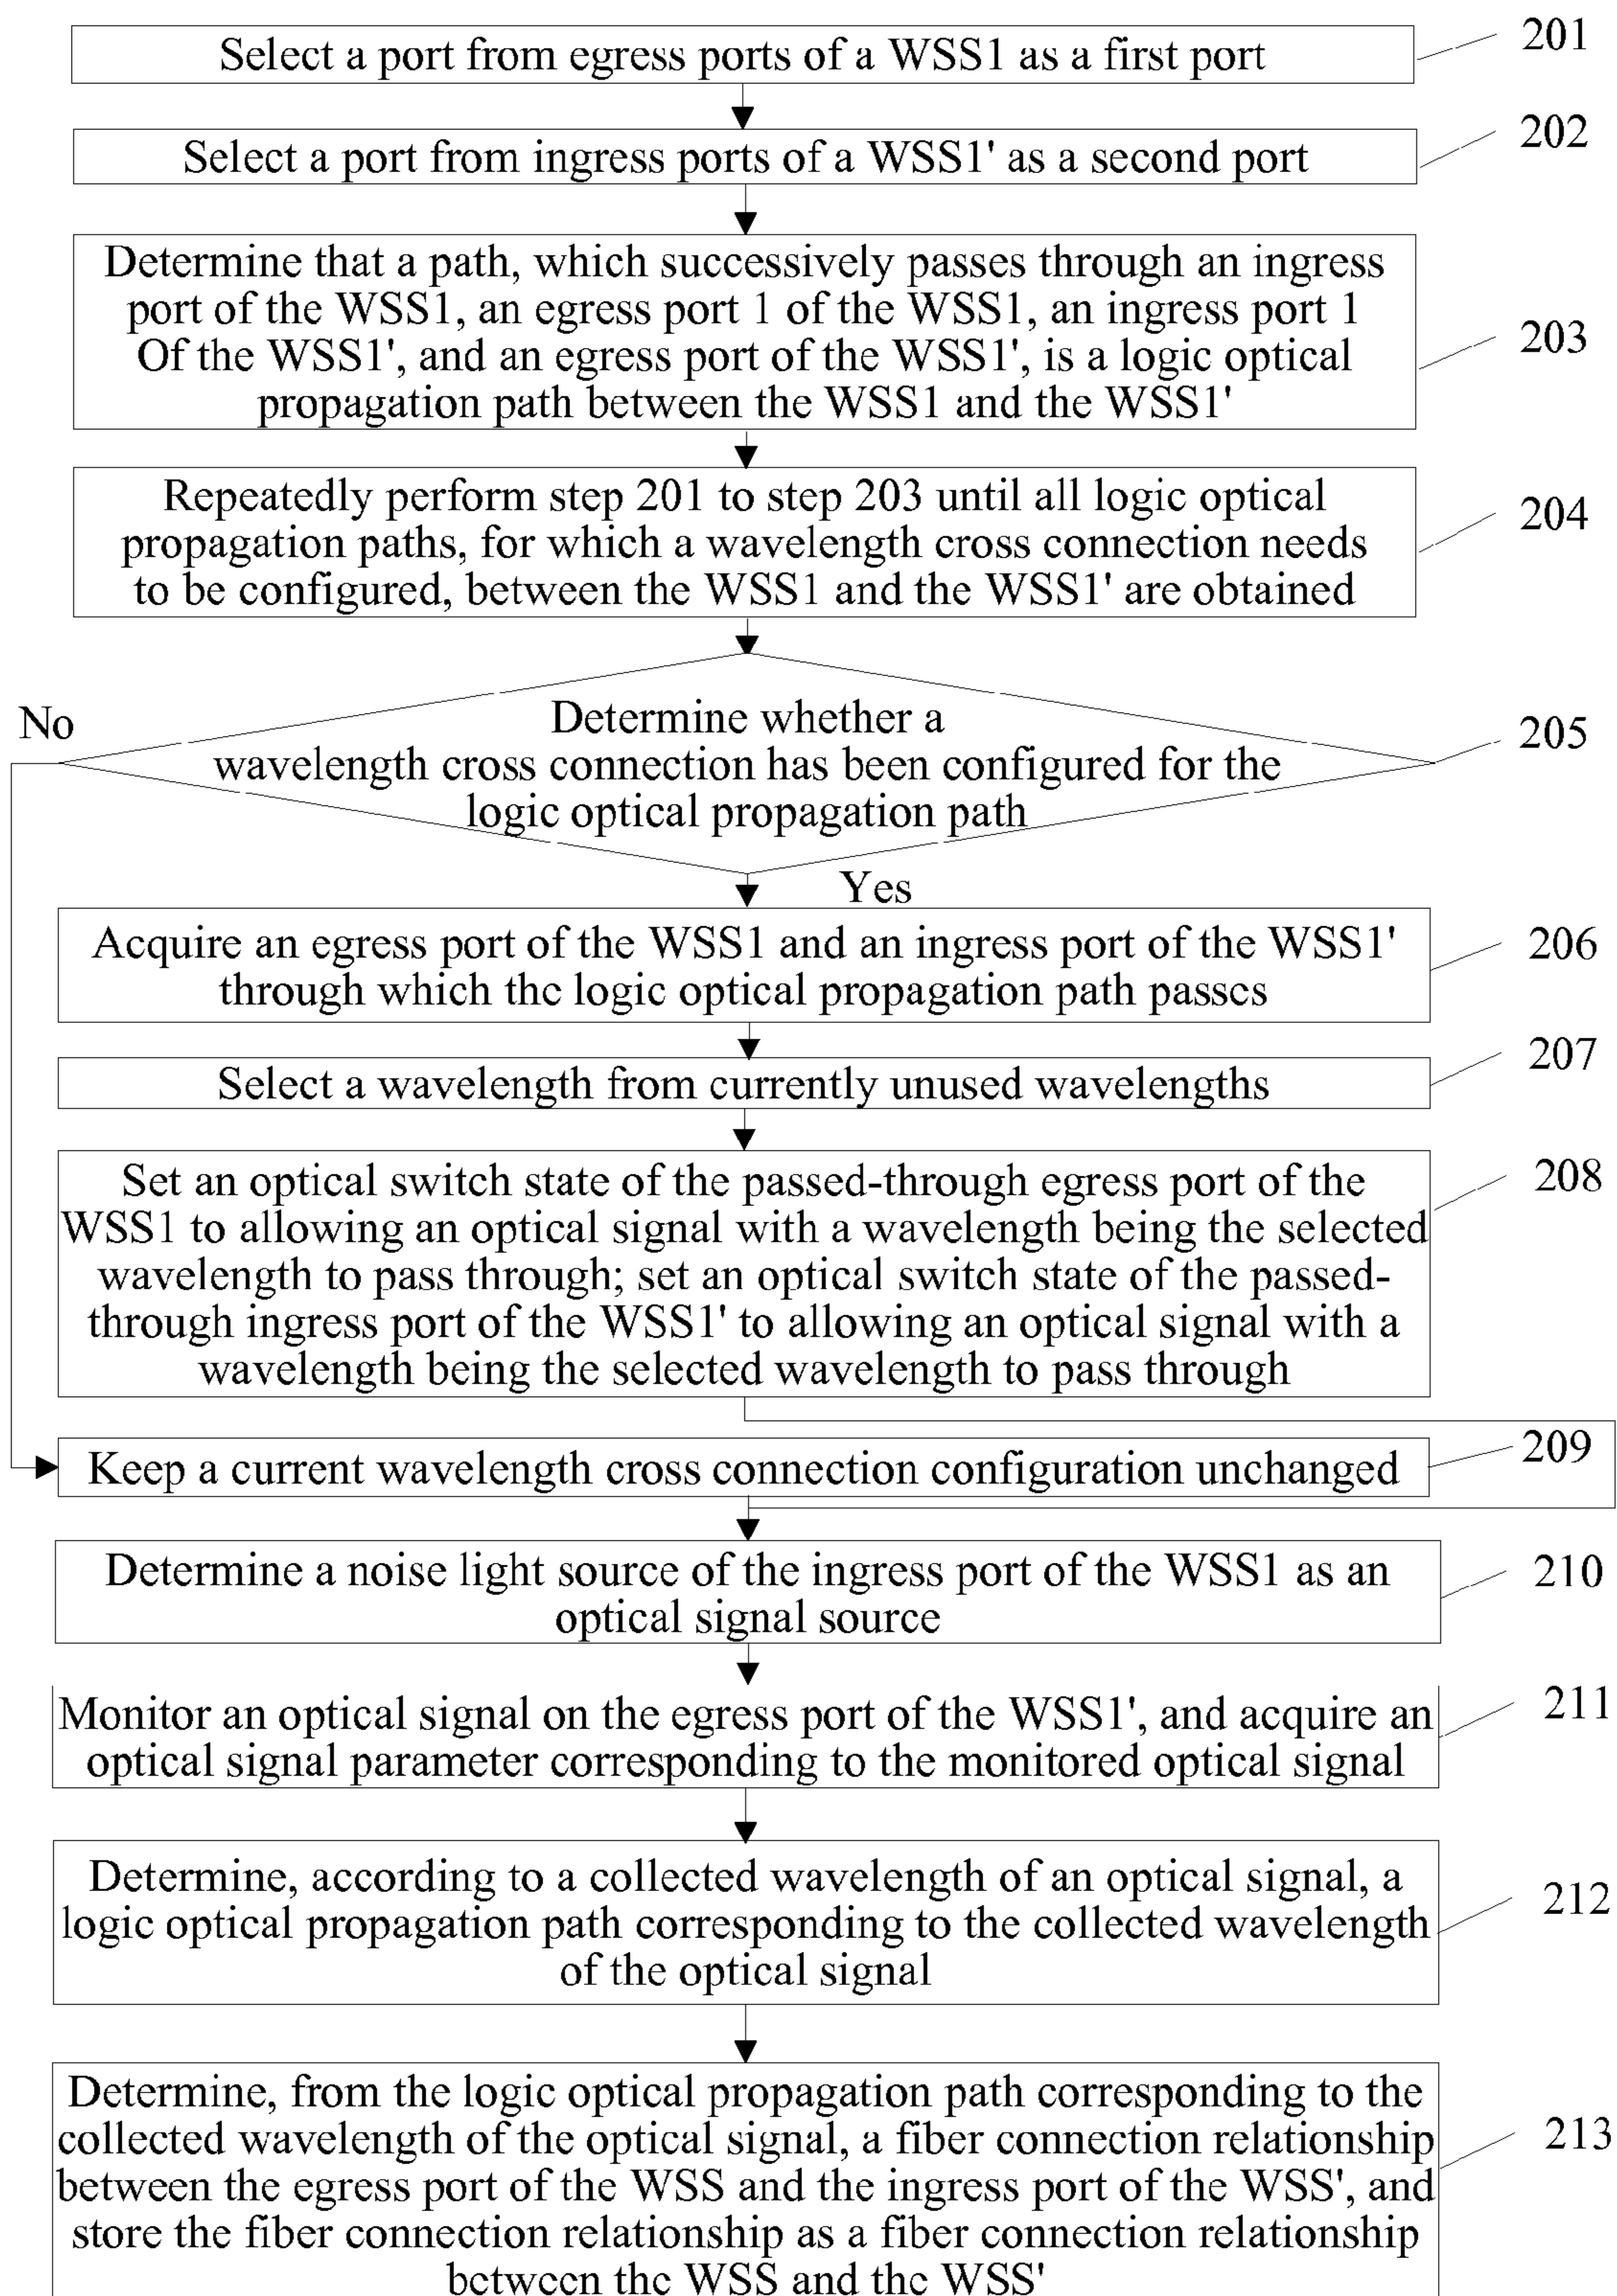 Select a port from egress ports of a WSS1 as a first port
201
Select a port from ingress ports of a WSS1' as a second port
202
Determine that a path, which successively passes through an ingress
port of the WSS1, an egress port 1 of the WSS1, an ingress port 1
Of the WSS1', and an egress port of the WSS1', is a logic optical
propagation path between the WSS1 and the WSS1'
203
Repeatedly perform step 201 to step 203 until all logic optical
propagation paths, for which a wavelength cross connection needs
to be configured, between the WSS1 and the WSS1' are obtained
204
No
Determine whether a
wavelength cross connection has been configured for the
logic optical propagation path
205
Yes
Acquire an egress port of the WSS1 and an ingress port of the WSS1'
through which the logic optical propagation path passes
206
Select a wavelength from currently unused wavelengths
207
Set an optical switch state of the passed-through egress port of the
WSS1 to allowing an optical signal with a wavelength being the selected
wavelength to pass through; set an optical switch state of the passed-
through ingress port of the WSS1' to allowing an optical signal with a
wavelength being the selected wavelength to pass through
208
Keep a current wavelength cross connection configuration unchanged
209
Determine a noise light source of the ingress port of the WSS1 as an
optical signal source
210
Monitor an optical signal on the egress port of the WSS1', and acquire an
optical signal parameter corresponding to the monitored optical signal
211
Determine, according to a collected wavelength of an optical signal, a
logic optical propagation path corresponding to the collected wavelength
of the optical signal
212
Determine, from the logic optical propagation path corresponding to the
collected wavelength of the optical signal, a fiber connection relationship
between the egress port of the WSS and the ingress port of the WSS', and
store the fiber connection relationship as a fiber connection relationship
between the WSS and the WSS'
213